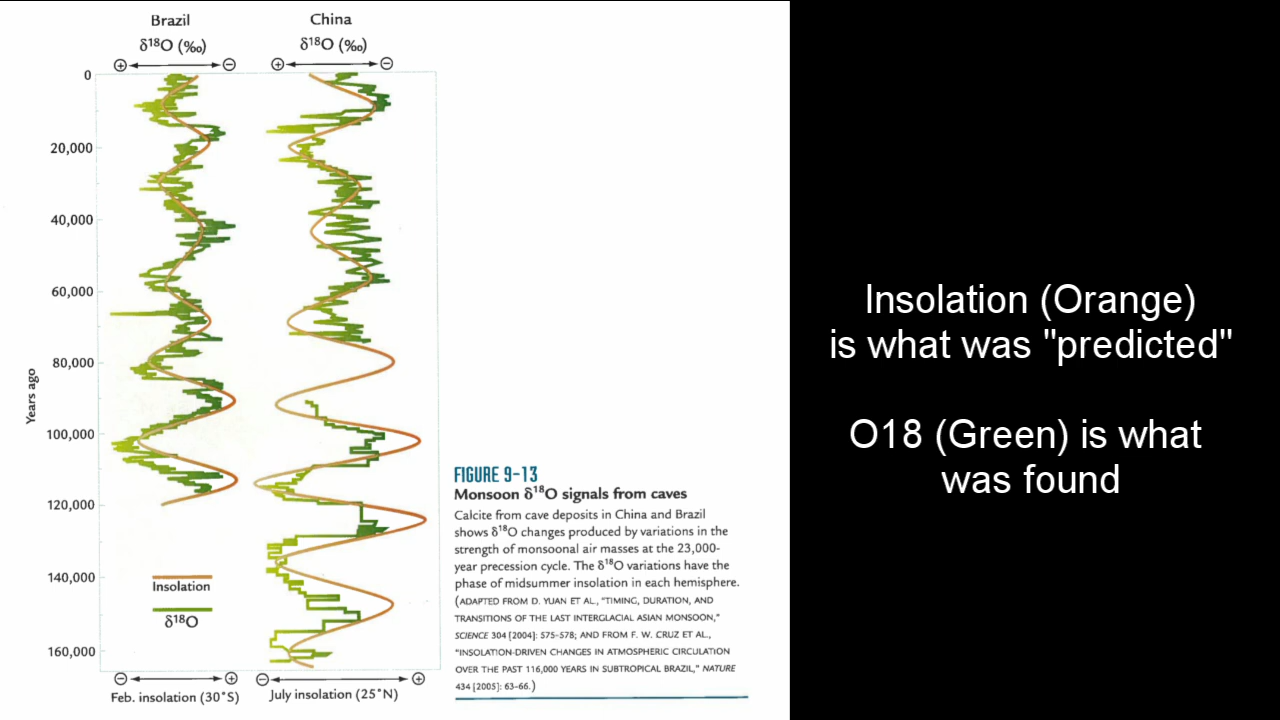 Brazil
δ¹⁸O (‰)
China
δ¹⁸O (‰)
⊕ ⊖ ⊕ ⊖
0
20,000
40,000
60,000
80,000
100,000
120,000
140,000
160,000
Years ago
Insolation
δ¹⁸O
⊖ ⊕ ⊖ ⊕
Feb. insolation (30°S)
July insolation (25°N)
FIGURE 9–13
Monsoon δ¹⁸O signals from caves
Calcite from cave deposits in China and Brazil
shows δ¹⁸O changes produced by variations in the
strength of monsoonal air masses at the 23,000-
year precession cycle. The δ¹⁸O variations have the
phase of midsummer insolation in each hemisphere.
(ADAPTED FROM D. YUAN ET AL., "TIMING, DURATION, AND
TRANSITIONS OF THE LAST INTERGLACIAL ASIAN MONSOON,"
SCIENCE 304 [2004]: 575–578; AND FROM F. W. CRUZ ET AL.,
"INSOLATION-DRIVEN CHANGES IN ATMOSPHERIC CIRCULATION
OVER THE PAST 116,000 YEARS IN SUBTROPICAL BRAZIL," NATURE
434 [2005]: 63–66.)
Insolation (Orange)
is what was "predicted"
O18 (Green) is what
was found